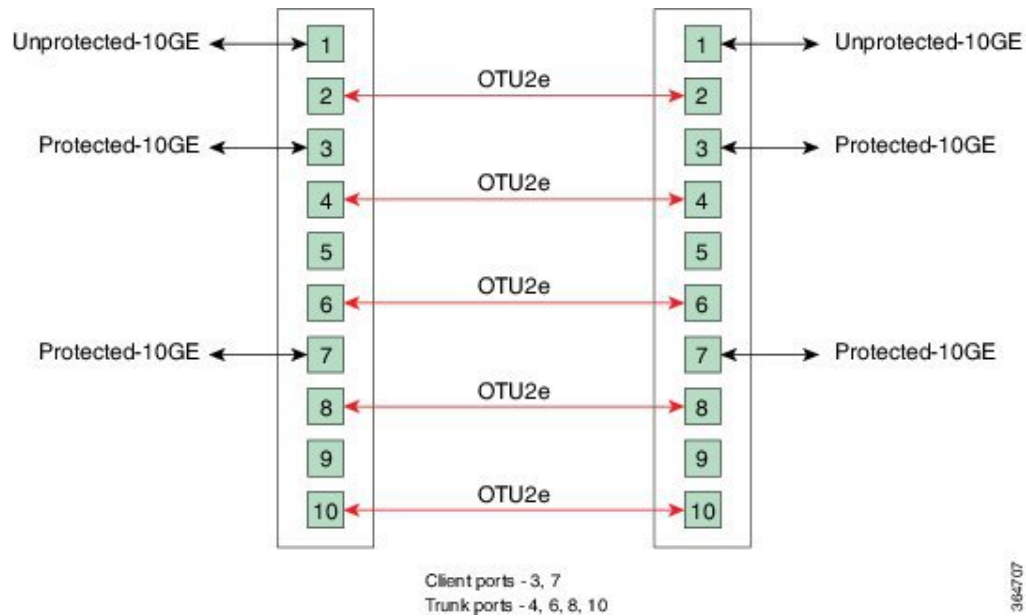 Unprotected-10GE 1 1 Unprotected-10GE
OTU2e
2 2
Protected-10GE 3 3 Protected-10GE
OTU2e
4 4
5 5
OTU2e
6 6
Protected-10GE 7 7 Protected-10GE
OTU2e
8 8
9 9
OTU2e
10 10
Client ports - 3, 7
Trunk ports - 4, 6, 8, 10
364707